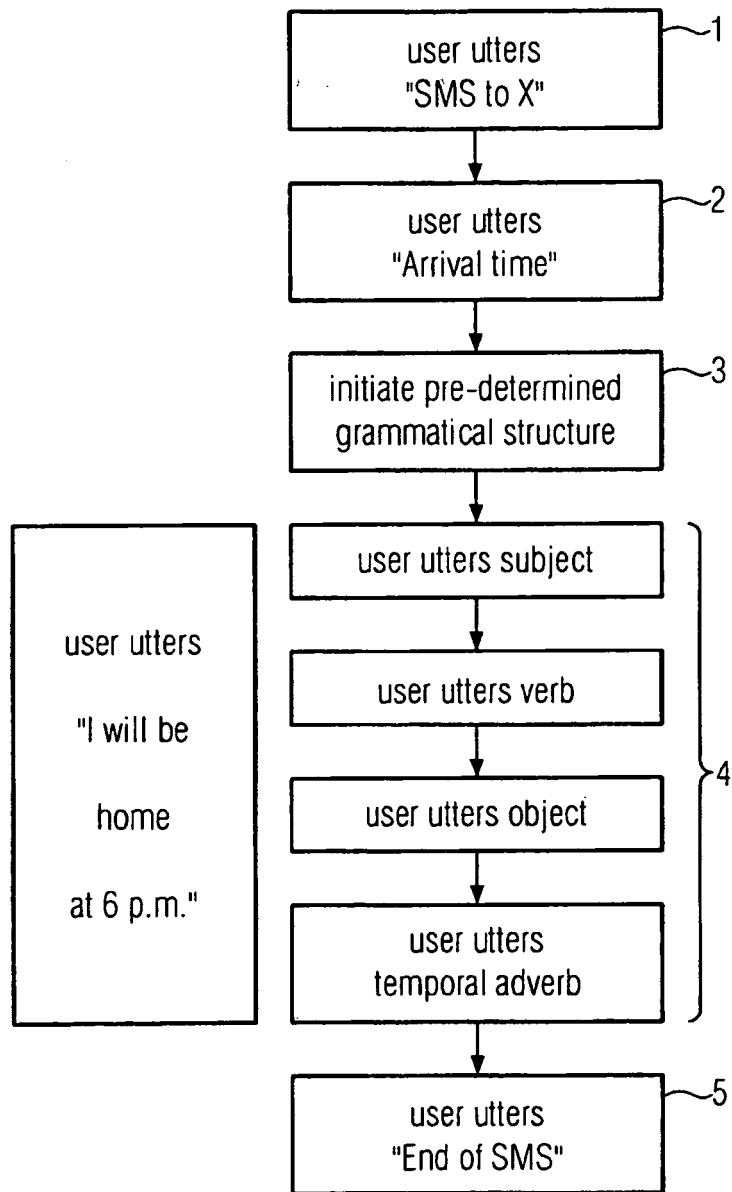 user utters
"SMS to X"
1
user utters
"Arrival time"
2
initiate pre-determined
grammatical structure
3
user utters
"I will be
home
at 6 p.m."
user utters subject
user utters verb
user utters object
user utters
temporal adverb
4
user utters
"End of SMS"
5